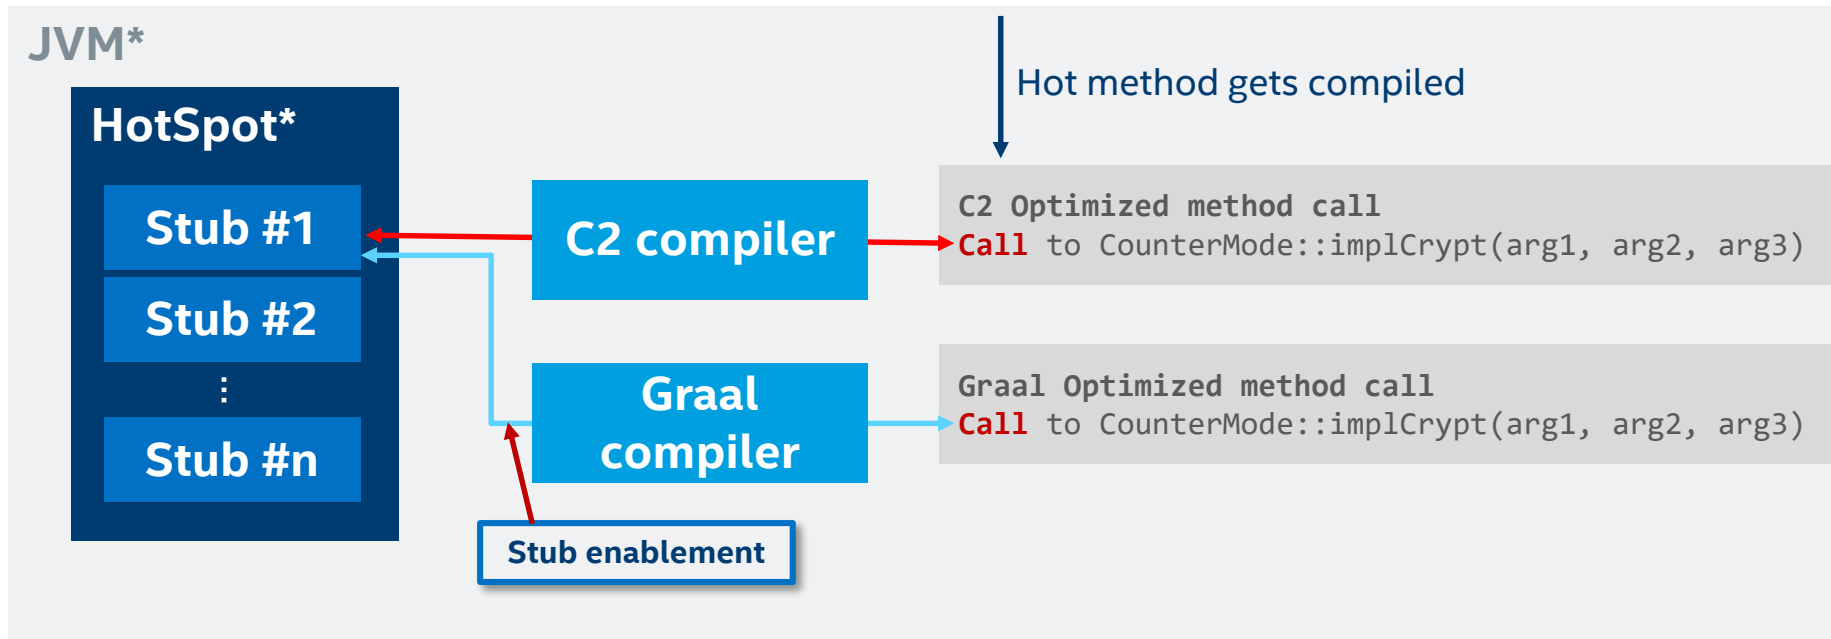 JVM*
Hot method gets compiled
HotSpot*
Stub #1
Stub #2
⋮
Stub #n
C2 compiler
C2 Optimized method call
Call to CounterMode::implCrypt(arg1, arg2, arg3)
Graal
compiler
Graal Optimized method call
Call to CounterMode::implCrypt(arg1, arg2, arg3)
Stub enablement